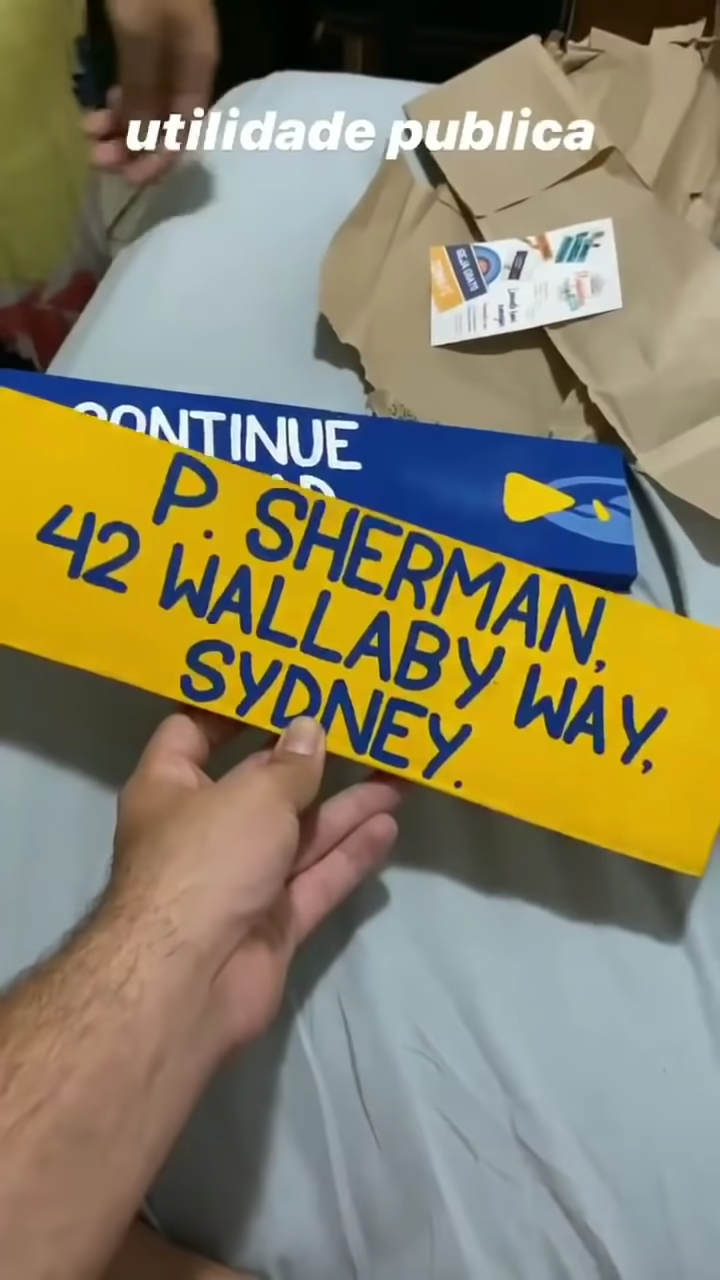 utilidade publica
CONTINUE
P. SHERMAN,
42 WALLABY WAY,
SYDNEY.